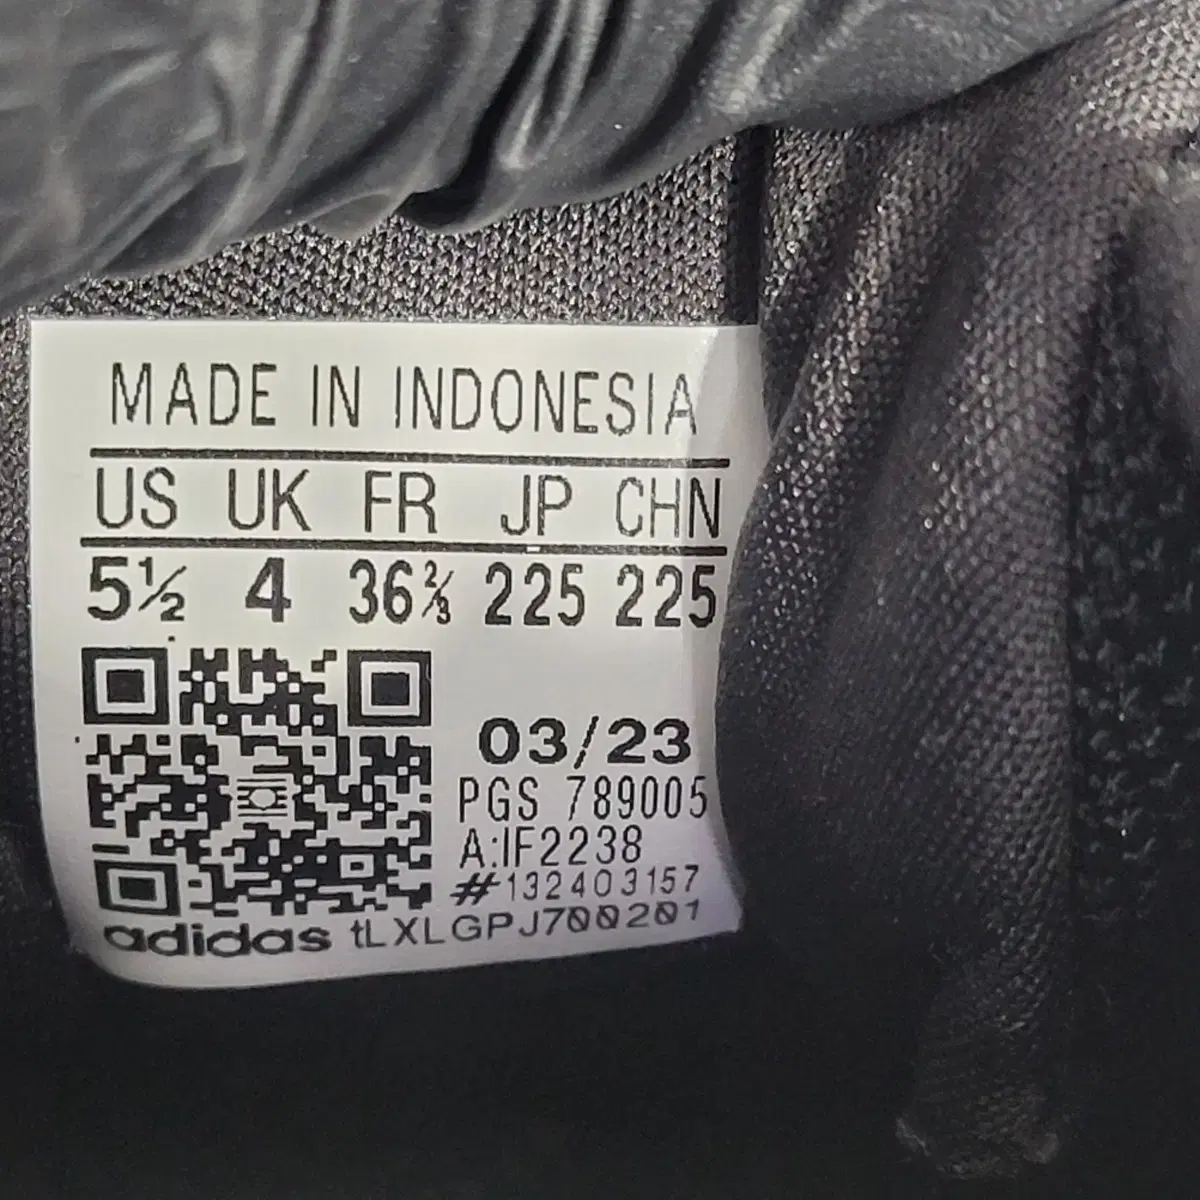 MADE IN INDONESIA
US UK FR JP CHN
5½ 4 36⅔ 225 225
03/23
PGS 789005
A:IF2238
#132403157
adidas tLXLGPJ700201